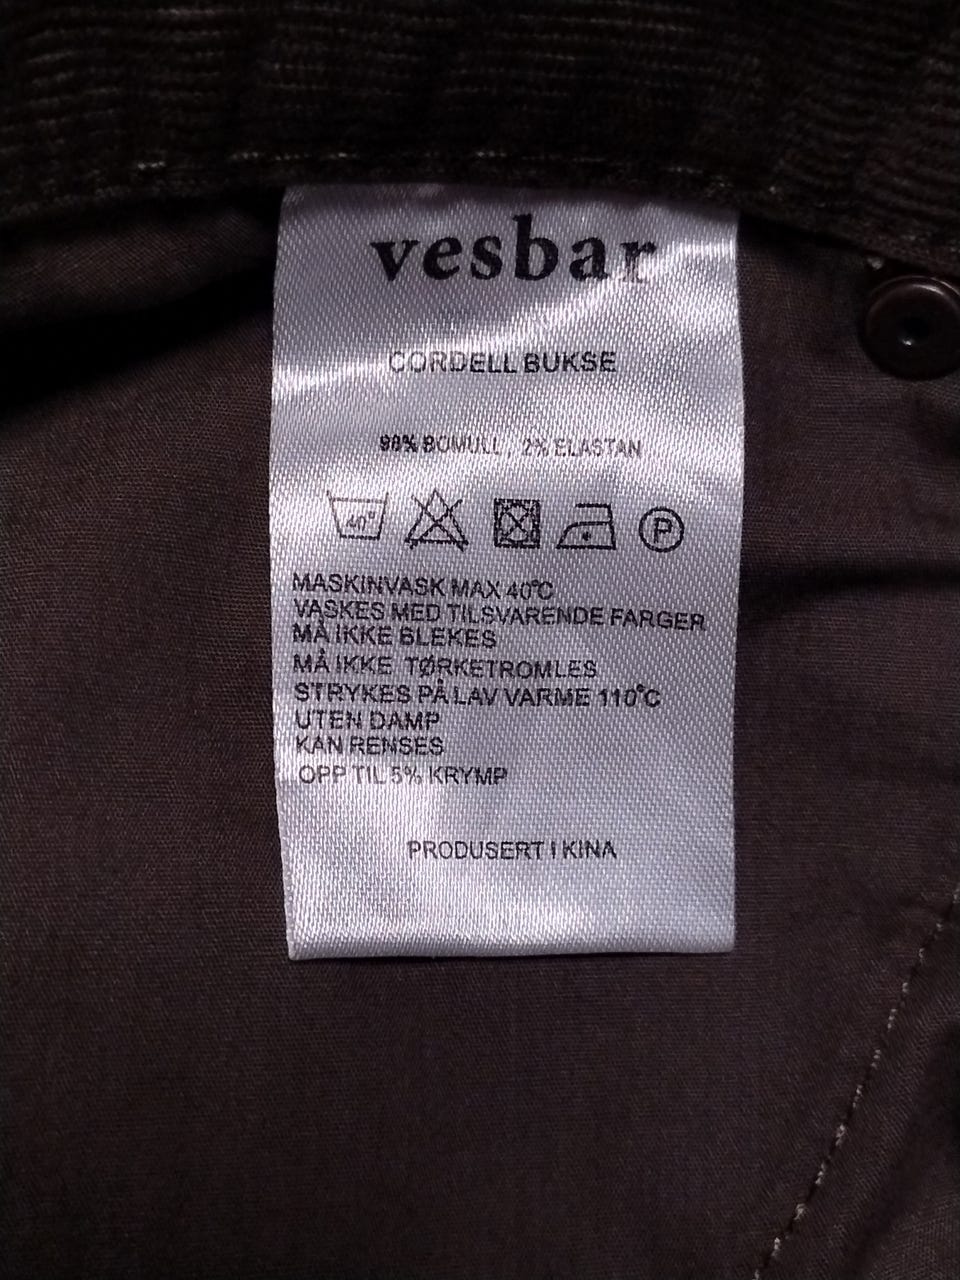 vesbar
CORDELL BUKSE
98% BOMULL, 2% ELASTAN
40° P
MASKINVASK MAX 40°C
VASKES MED TILSVARENDE FARGER
MÅ IKKE BLEKES
MÅ IKKE TØRKETROMLES
STRYKES PÅ LAV VARME 110°C
UTEN DAMP
KAN RENSES
OPP TIL 5% KRYMP
PRODUSERT I KINA